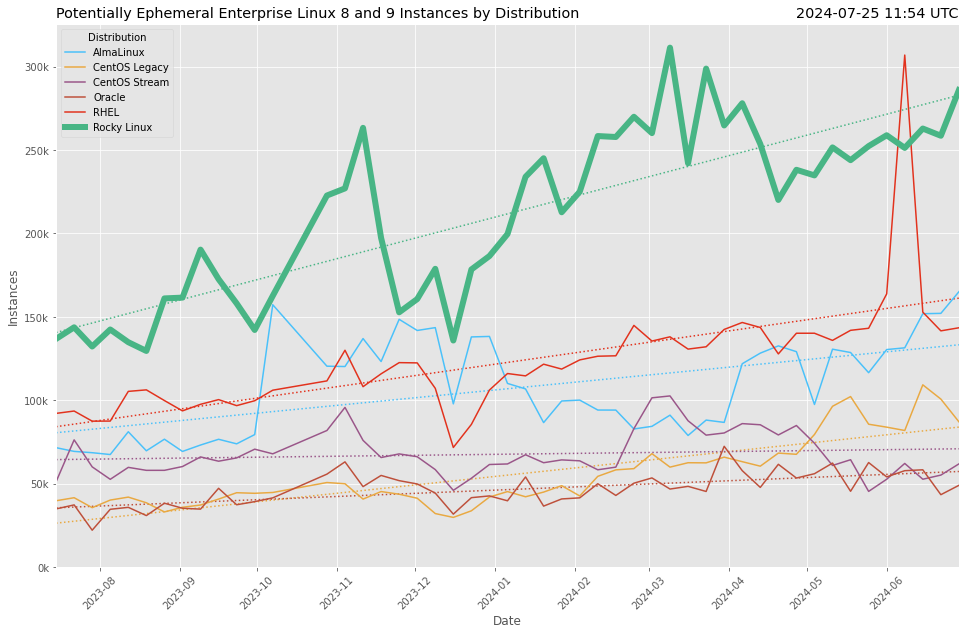 Potentially Ephemeral Enterprise Linux 8 and 9 Instances by Distribution
2024-07-25 11:54 UTC
Distribution
AlmaLinux
CentOS Legacy
CentOS Stream
Oracle
RHEL
Rocky Linux
300k
250k
200k
150k
100k
50k
0k
Instances
2023-08
2023-09
2023-10
2023-11
2023-12
2024-01
2024-02
2024-03
2024-04
2024-05
2024-06
Date